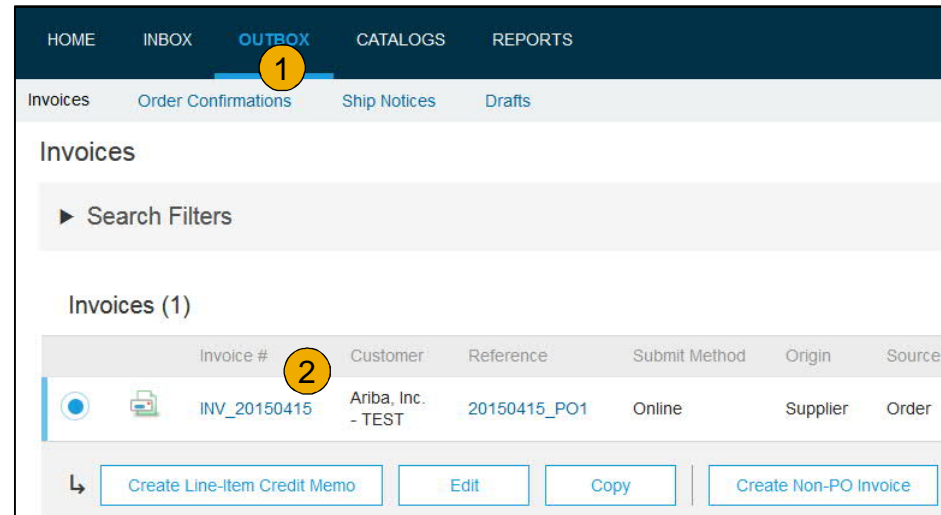 HOME INBOX OUTBOX CATALOGS REPORTS
1
Invoices Order Confirmations Ship Notices Drafts
Invoices
Search Filters
Invoices (1)
Invoice # 2 Customer Reference Submit Method Origin Source
INV_20150415 Ariba, Inc. - TEST 20150415_PO1 Online Supplier Order
Create Line-Item Credit Memo Edit Copy Create Non-PO Invoice